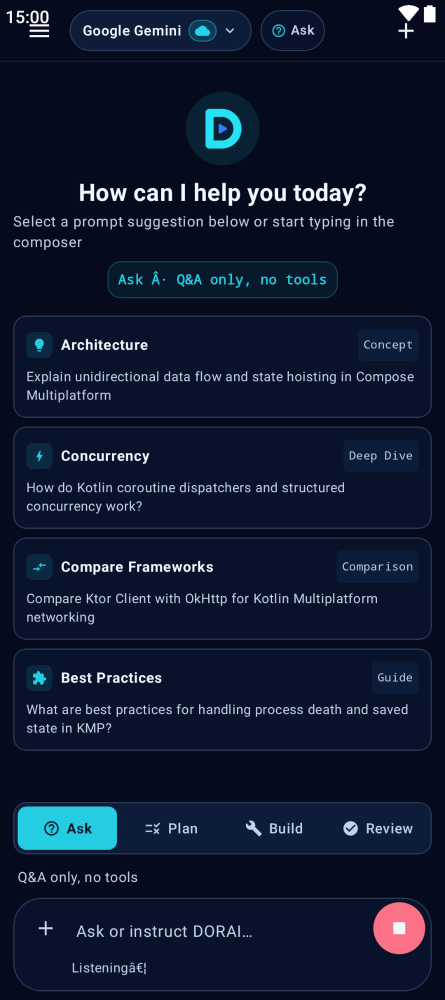 15:00
Google Gemini
Ask
How can I help you today?
Select a prompt suggestion below or start typing in the
composer
Ask Â· Q&A only, no tools
Architecture
Concept
Explain unidirectional data flow and state hoisting in Compose
Multiplatform
Concurrency
Deep Dive
How do Kotlin coroutine dispatchers and structured
concurrency work?
Compare Frameworks
Comparison
Compare Ktor Client with OkHttp for Kotlin Multiplatform
networking
Best Practices
Guide
What are best practices for handling process death and saved
state in KMP?
Ask
Plan
Build
Review
Q&A only, no tools
Ask or instruct DORAI…
Listeningâ€¦